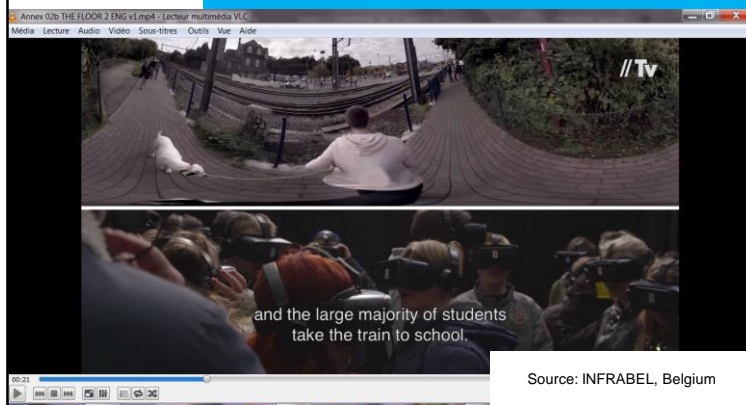 Annex 02b THE FLOOR 2 ENG v1.mp4 - Lecteur multimédia VLC
Média Lecture Audio Vidéo Sous-titres Outils Vue Aide
//Tv
and the large majority of students
take the train to school.
00:21
Source: INFRABEL, Belgium